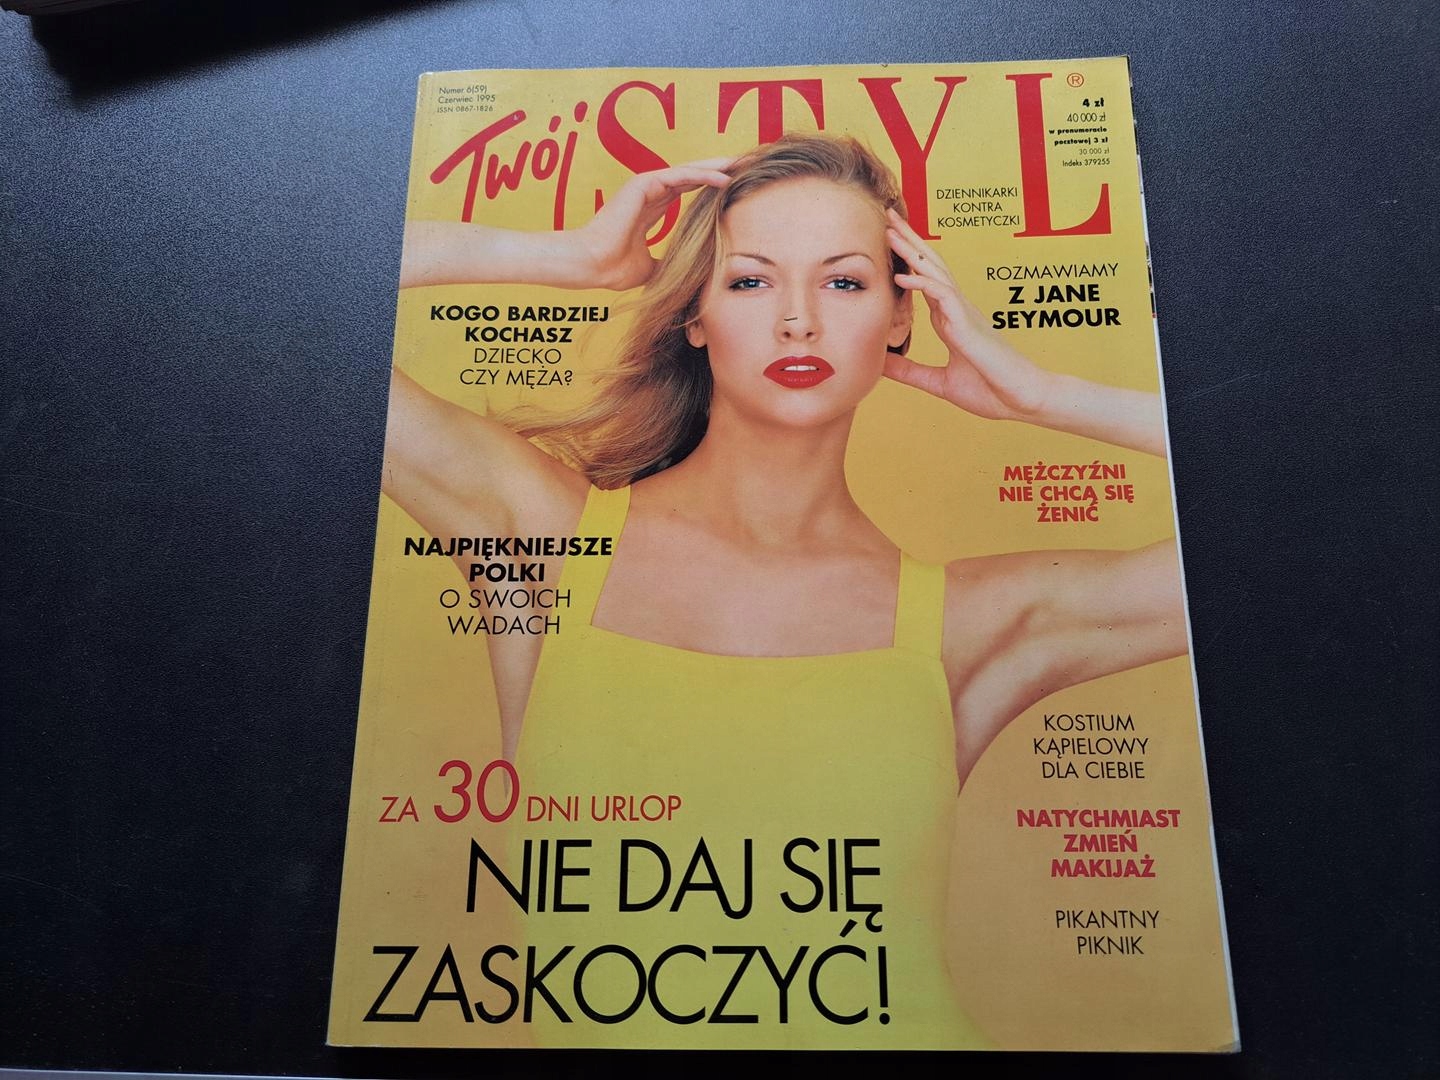 Numer 6(59)
Czerwiec 1995
ISSN 0867-1826
Twój STYL®
4 zł
40 000 zł
w prenumeracie
pocztowej 3 zł
30 000 zł
Indeks 379255
DZIENNIKARKI
KONTRA
KOSMETYCZKI
ROZMAWIAMY
Z JANE
SEYMOUR
KOGO BARDZIEJ
KOCHASZ
DZIECKO
CZY MĘŻA?
MĘŻCZYŹNI
NIE CHCĄ SIĘ
ŻENIĆ
NAJPIĘKNIEJSZE
POLKI
O SWOICH
WADACH
KOSTIUM
KĄPIELOWY
DLA CIEBIE
ZA 30 DNI URLOP
NIE DAJ SIĘ
ZASKOCZYĆ!
NATYCHMIAST
ZMIEŃ
MAKIJAŻ
PIKANTNY
PIKNIK